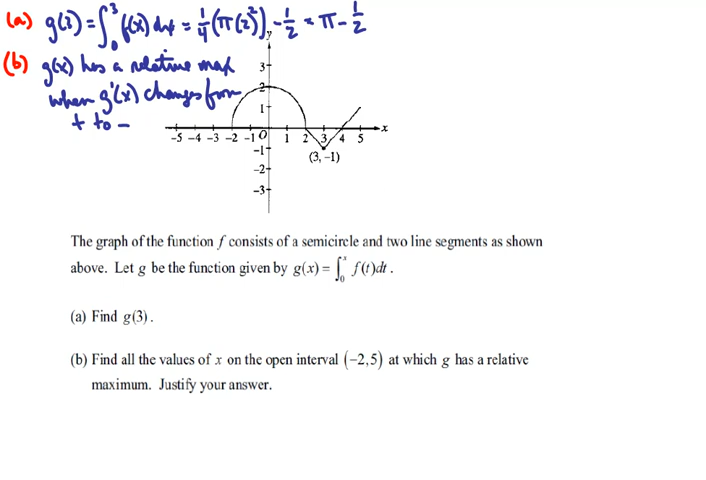 (a) g(3) = ∫₀³ f(x) dx = 1/4 (π(2)²) - 1/2 = π - 1/2
(b) g(x) has a relative max
when g'(x) changes from
+ to -
y
3
2
1
-5 -4 -3 -2 -1 0 1 2 3 4 5 x
-1
(3, -1)
-2
-3
The graph of the function f consists of a semicircle and two line segments as shown
above. Let g be the function given by g(x) = ∫₀ˣ f(t)dt .
(a) Find g(3).
(b) Find all the values of x on the open interval (-2,5) at which g has a relative
maximum. Justify your answer.